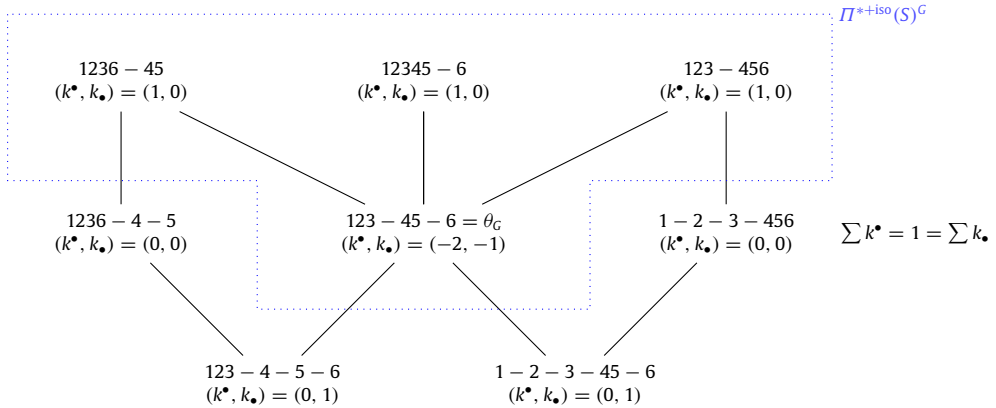 Π*+iso(S)^G
1236 − 45
(k•, k•) = (1, 0)
12345 − 6
(k•, k•) = (1, 0)
123 − 456
(k•, k•) = (1, 0)
1236 − 4 − 5
(k•, k•) = (0, 0)
123 − 45 − 6 = θG
(k•, k•) = (−2, −1)
1 − 2 − 3 − 456
(k•, k•) = (0, 0)
∑ k• = 1 = ∑ k•
123 − 4 − 5 − 6
(k•, k•) = (0, 1)
1 − 2 − 3 − 45 − 6
(k•, k•) = (0, 1)